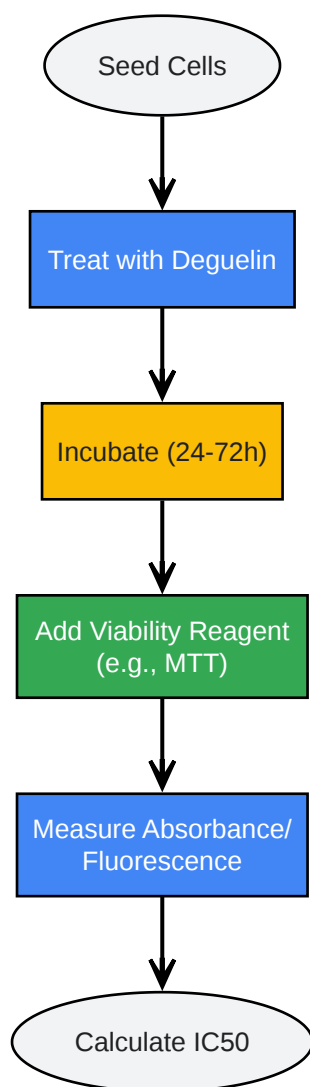 Seed Cells
Treat with Deguelin
Incubate (24-72h)
Add Viability Reagent
(e.g., MTT)
Measure Absorbance/
Fluorescence
Calculate IC50